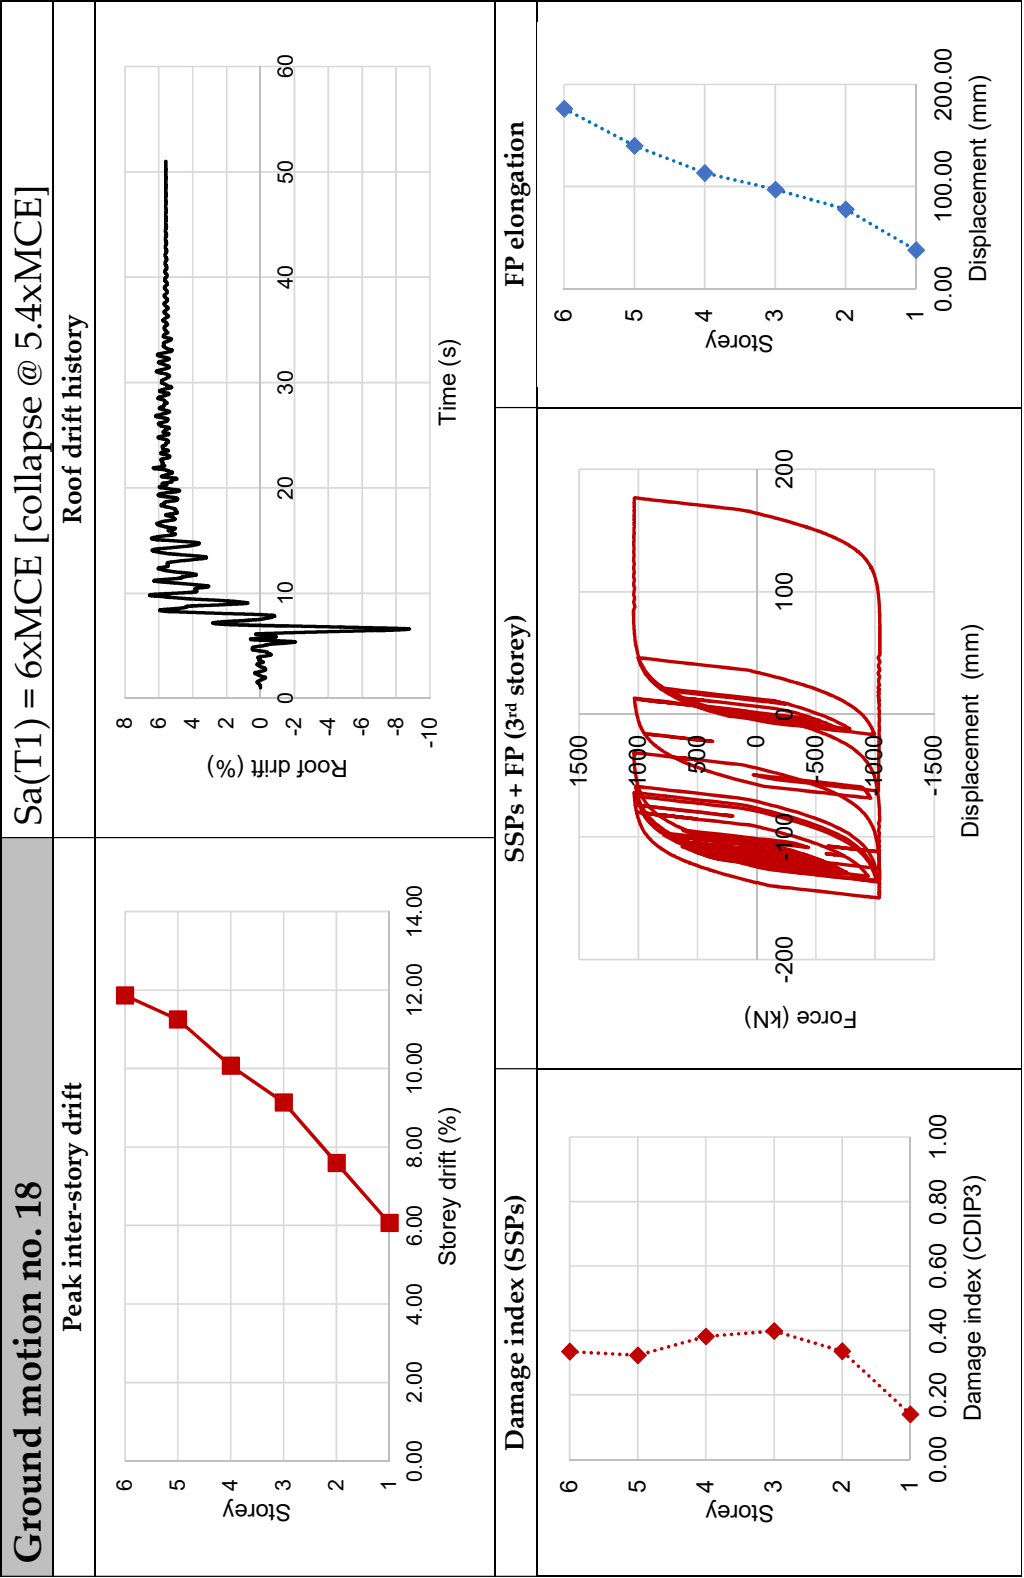 Ground motion no. 18
Sa(T1) = 6xMCE [collapse @ 5.4xMCE]
Peak inter-story drift
Roof drift history
6
5
4
3
2
1
Storey
0.00 2.00 4.00 6.00 8.00 10.00 12.00 14.00
Storey drift (%)
8
6
4
2
0
-2
-4
-6
-8
-10
Roof drift (%)
0 10 20 30 40 50 60
Time (s)
Damage index (SSPs)
SSPs + FP (3rd storey)
FP elongation
6
5
4
3
2
1
Storey
0.00 0.20 0.40 0.60 0.80 1.00
Damage index (CDIP3)
1500
1000
500
0
-500
-1000
-1500
Force (kN)
-200 -100 0 100 200
Displacement (mm)
6
5
4
3
2
1
Storey
0.00 100.00 200.00
Displacement (mm)